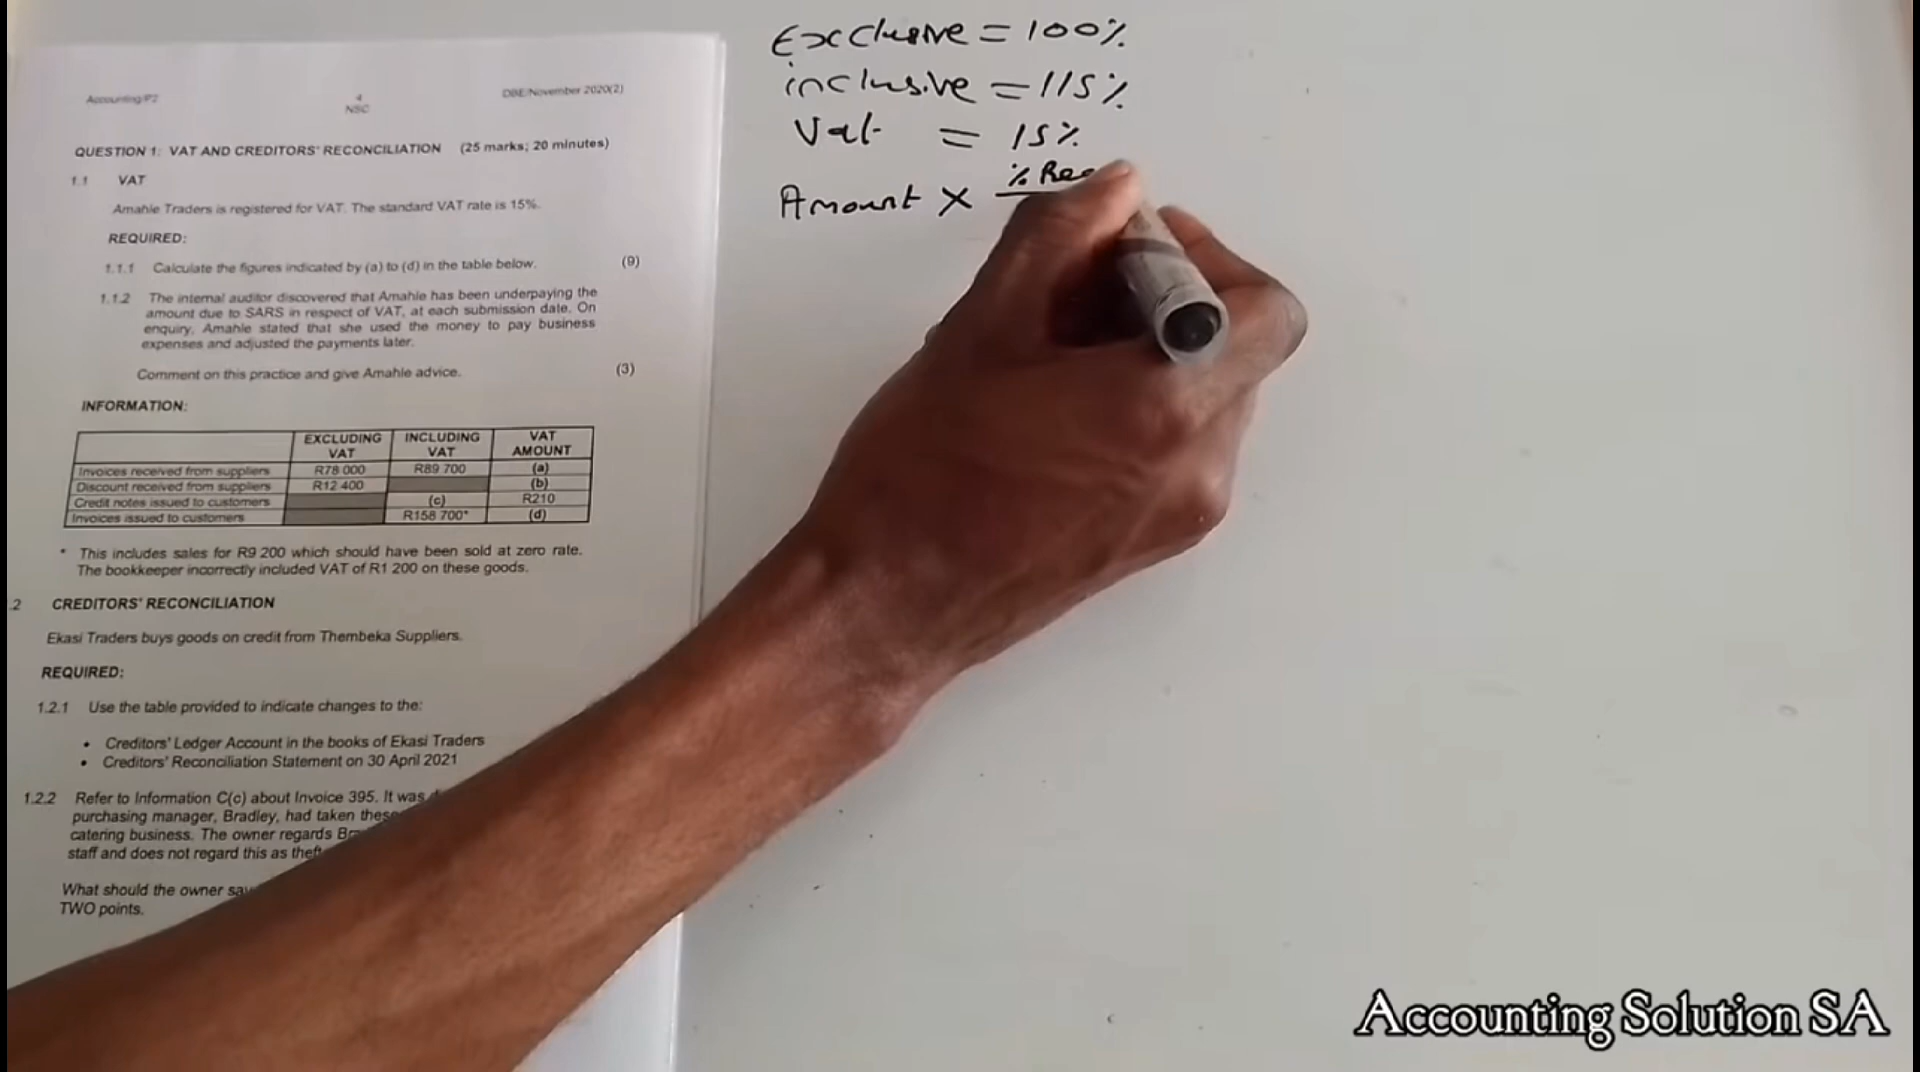 Accounting/P2
4
NSC
DBE/November 2020(2)
QUESTION 1: VAT AND CREDITORS' RECONCILIATION (25 marks; 20 minutes)
1.1 VAT
Amahle Traders is registered for VAT. The standard VAT rate is 15%.
REQUIRED:
1.1.1 Calculate the figures indicated by (a) to (d) in the table below. (9)
1.1.2 The internal auditor discovered that Amahle has been underpaying the
amount due to SARS in respect of VAT, at each submission date. On
enquiry, Amahle stated that she used the money to pay business
expenses and adjusted the payments later.
Comment on this practice and give Amahle advice. (3)
INFORMATION:
EXCLUDING VAT INCLUDING VAT VAT AMOUNT
Invoices received from suppliers R78 000 R89 700 (a)
Discount received from suppliers R12 400 (b)
Credit notes issued to customers (c) R210
Invoices issued to customers R158 700* (d)
* This includes sales for R9 200 which should have been sold at zero rate.
The bookkeeper incorrectly included VAT of R1 200 on these goods.
.2 CREDITORS' RECONCILIATION
Ekasi Traders buys goods on credit from Thembeka Suppliers.
REQUIRED:
1.2.1 Use the table provided to indicate changes to the:
• Creditors' Ledger Account in the books of Ekasi Traders
• Creditors' Reconciliation Statement on 30 April 2021
1.2.2 Refer to Information C(c) about Invoice 395. It was
purchasing manager, Bradley, had taken these
catering business. The owner regards
staff and does not regard this as theft
What should the owner say
TWO points.
Excclusive = 100%
inclusive = 115%
Vat = 15%
Amount × % Req
Accounting Solution SA